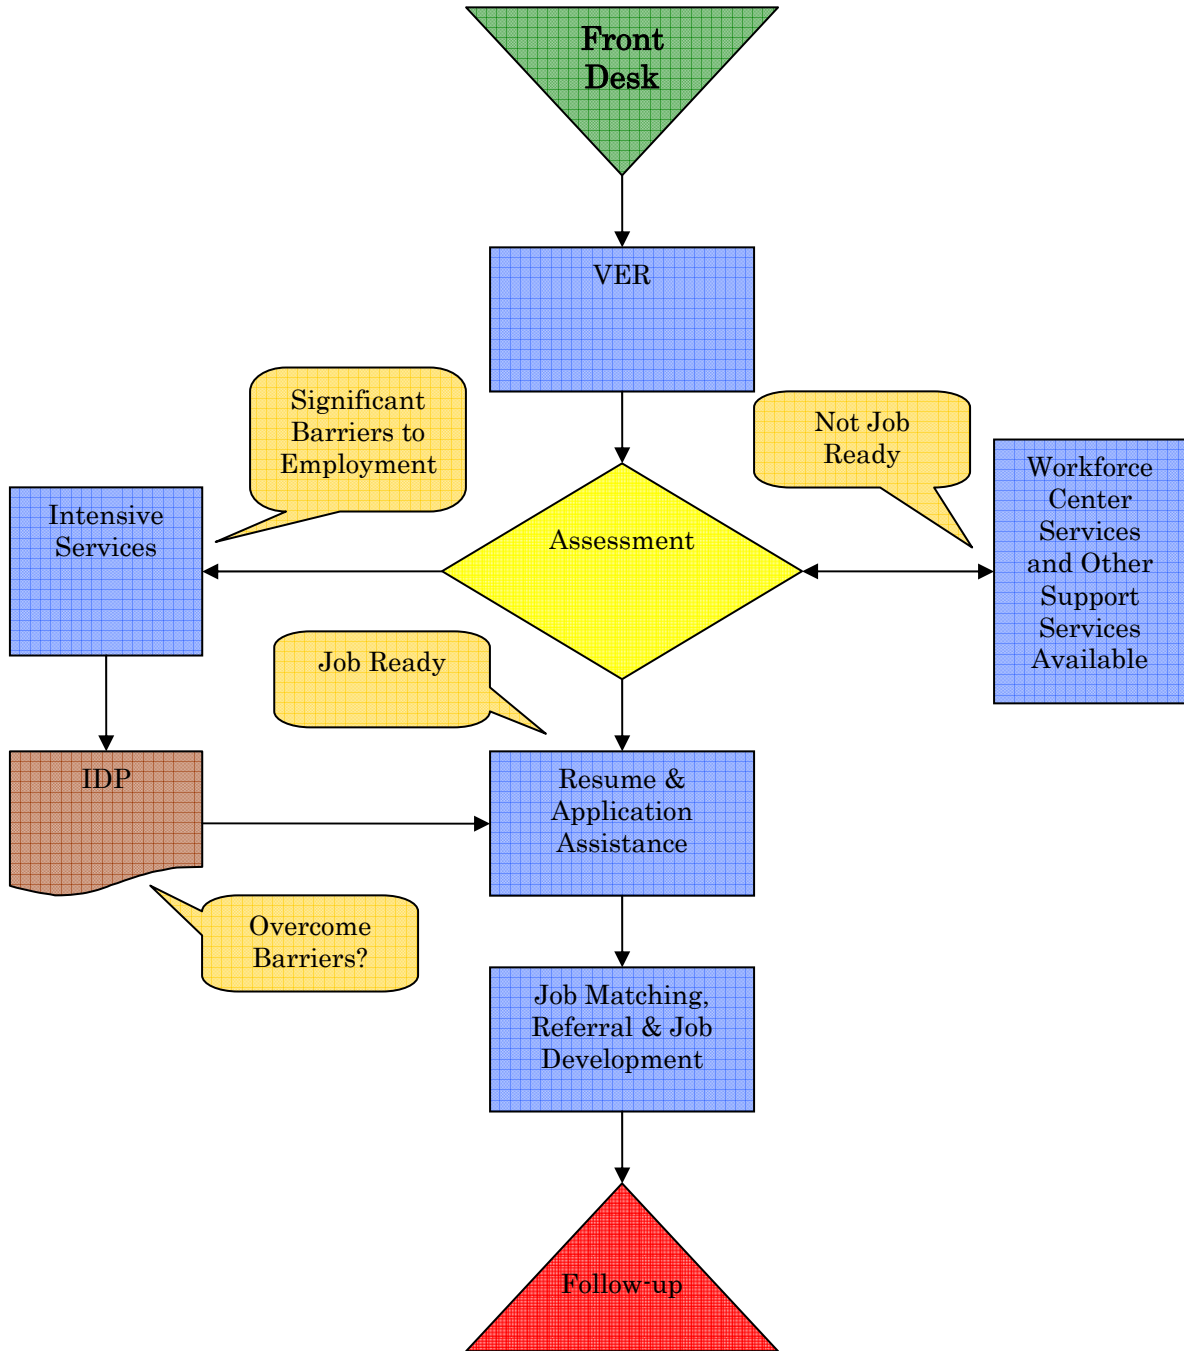 Front
Desk
VER
Significant
Barriers to
Employment
Not Job
Ready
Workforce
Center
Services
and Other
Support
Services
Available
Intensive
Services
Assessment
Job Ready
IDP
Resume &
Application
Assistance
Overcome
Barriers?
Job Matching,
Referral & Job
Development
Follow-up